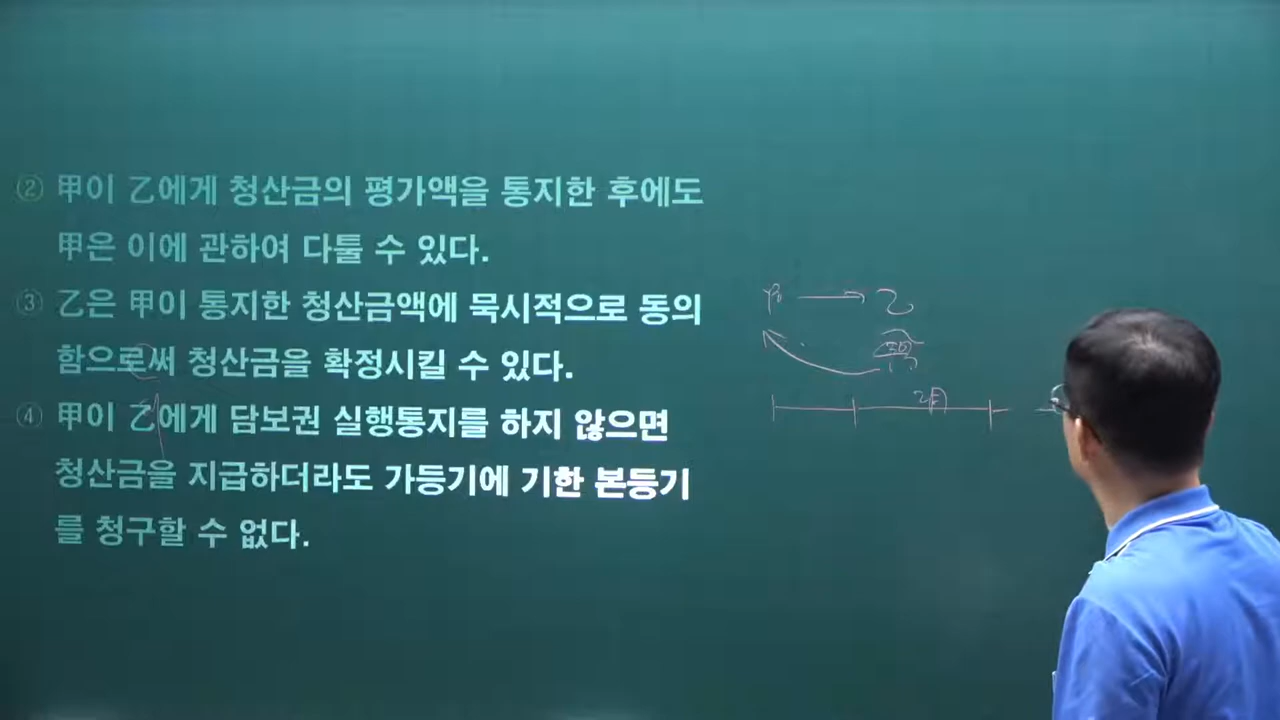 ② 甲이 乙에게 청산금의 평가액을 통지한 후에도
甲은 이에 관하여 다툴 수 있다.
③ 乙은 甲이 통지한 청산금액에 묵시적으로 동의
함으로써 청산금을 확정시킬 수 있다.
④ 甲이 乙에게 담보권 실행통지를 하지 않으면
청산금을 지급하더라도 가등기에 기한 본등기
를 청구할 수 없다.
乙
2月